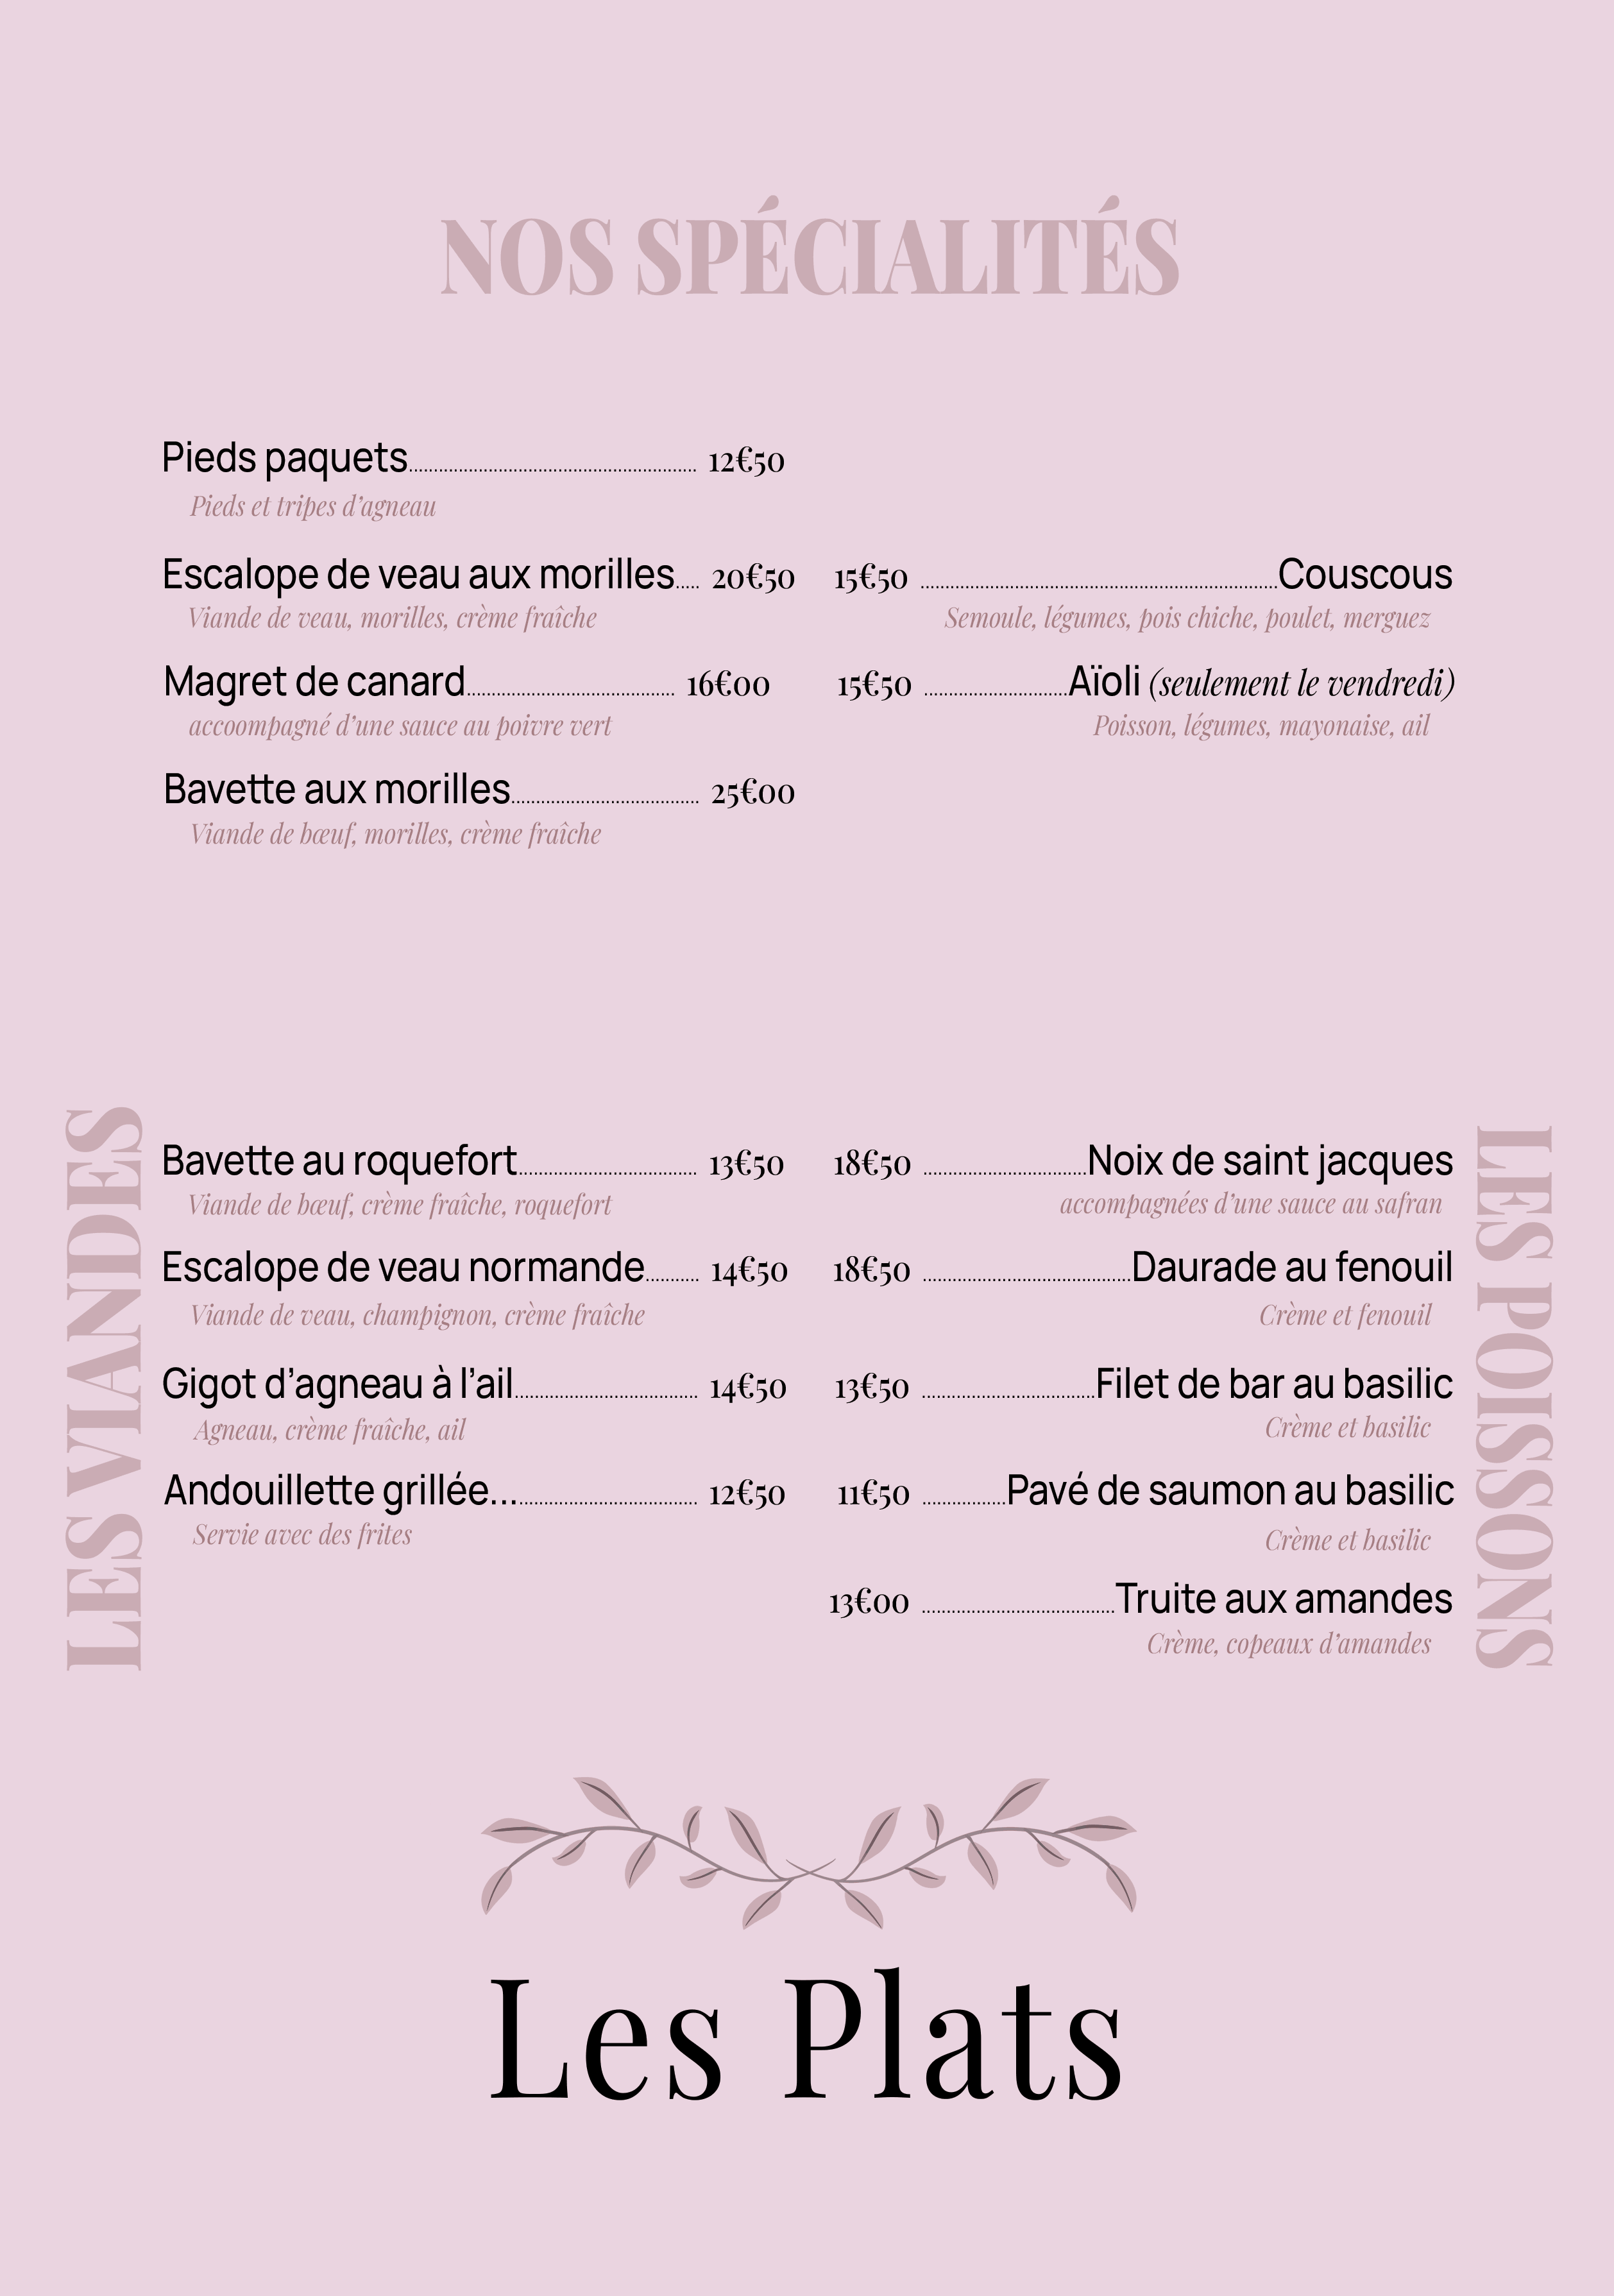 NOS SPÉCIALITÉS
Pieds paquets 12€50
Pieds et tripes d’agneau
Escalope de veau aux morilles 20€50
Viande de veau, morilles, crème fraîche
Magret de canard 16€00
accoompagné d’une sauce au poivre vert
Bavette aux morilles 25€00
Viande de bœuf, morilles, crème fraîche
15€50 Couscous
Semoule, légumes, pois chiche, poulet, merguez
15€50 Aïoli (seulement le vendredi)
Poisson, légumes, mayonaise, ail
LES VIANDES
Bavette au roquefort 13€50
Viande de bœuf, crème fraîche, roquefort
Escalope de veau normande 14€50
Viande de veau, champignon, crème fraîche
Gigot d’agneau à l’ail 14€50
Agneau, crème fraîche, ail
Andouillette grillée... 12€50
Servie avec des frites
LES POISSONS
18€50 Noix de saint jacques
accompagnées d’une sauce au safran
18€50 Daurade au fenouil
Crème et fenouil
13€50 Filet de bar au basilic
Crème et basilic
11€50 Pavé de saumon au basilic
Crème et basilic
13€00 Truite aux amandes
Crème, copeaux d’amandes
Les Plats